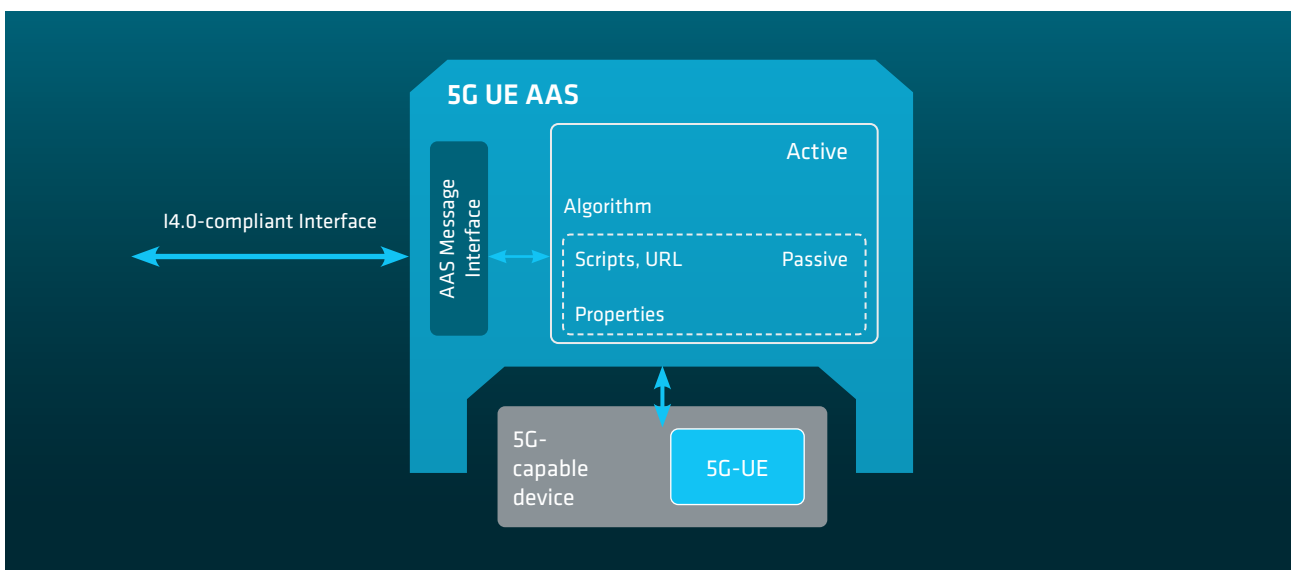 5G UE AAS
Active
I4.0-compliant Interface
AAS Message
Interface
Algorithm
Scripts, URL
Passive
Properties
5G-
capable
device
5G-UE